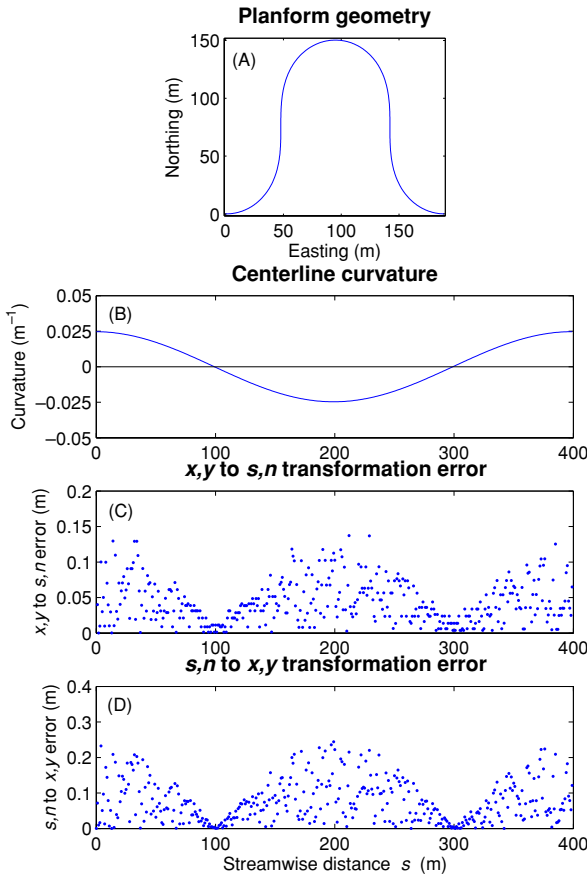 Planform geometry
(A)
150
100
50
0
Northing (m)
0 50 100 150
Easting (m)
Centerline curvature
(B)
0.05
0.025
0
−0.025
−0.05
Curvature (m−1)
0 100 200 300 400
x,y to s,n transformation error
(C)
0.2
0.15
0.1
0.05
0
x,y to s,n error (m)
0 100 200 300 400
s,n to x,y transformation error
(D)
0.4
0.3
0.2
0.1
0
s,n to x,y error (m)
0 100 200 300 400
Streamwise distance s (m)